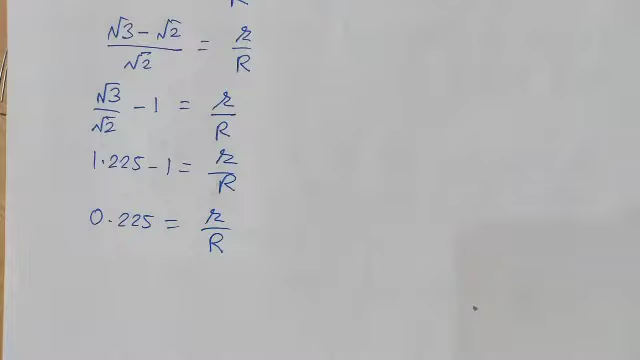 R
(√3 − √2)/√2 = r/R
√3/√2 − 1 = r/R
1.225 − 1 = r/R
0.225 = r/R